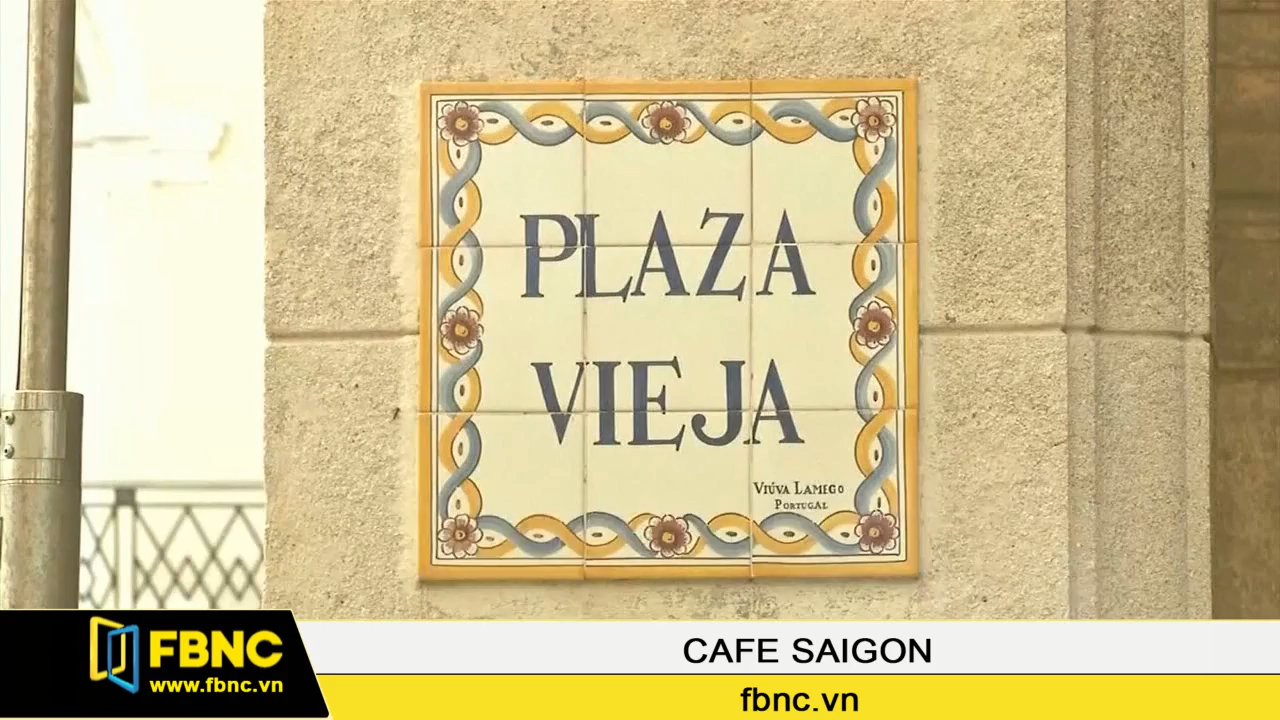 PLAZA
VIEJA
VIÚVA LAMEGO
PORTUGAL
FBNC
www.fbnc.vn
CAFE SAIGON
fbnc.vn